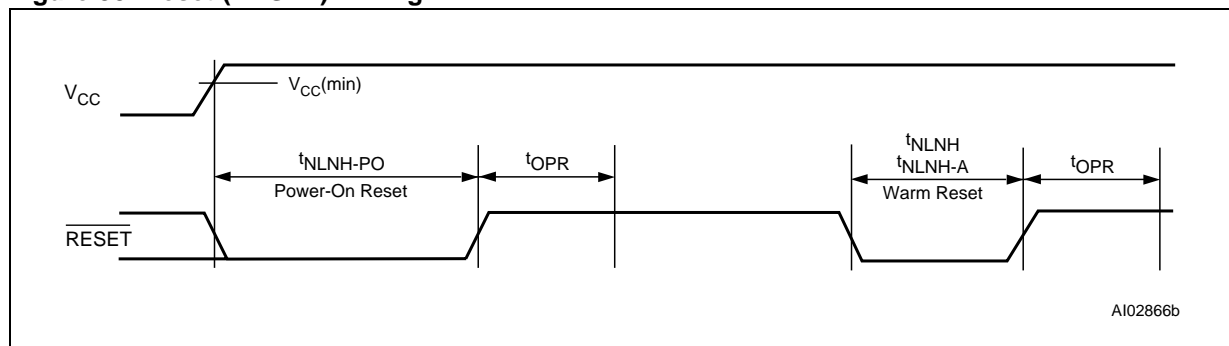 VCC
VCC(min)
tNLNH-PO
Power-On Reset
tOPR
tNLNH
tNLNH-A
Warm Reset
tOPR
RESET
AI02866b